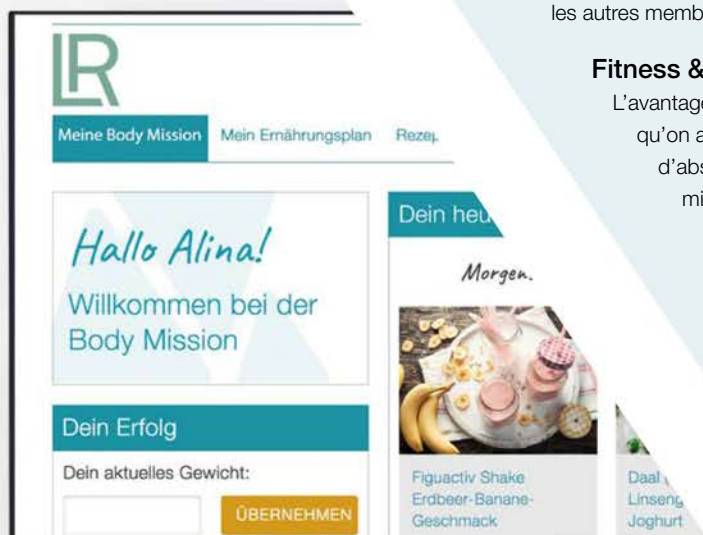 les autres memb
Fitness &
L’avantage
qu’on a
d’abs
mi
LR
Meine Body Mission Mein Ernährungsplan
Hallo Alina!
Willkommen bei der
Body Mission
Dein Erfolg
Dein aktuelles Gewicht:
ÜBERNEHMEN
Dein heu
Morgen.
Figuactiv Shake
Erdbeer-Banane-
Geschmack
Daal
Linseng
Joghurt